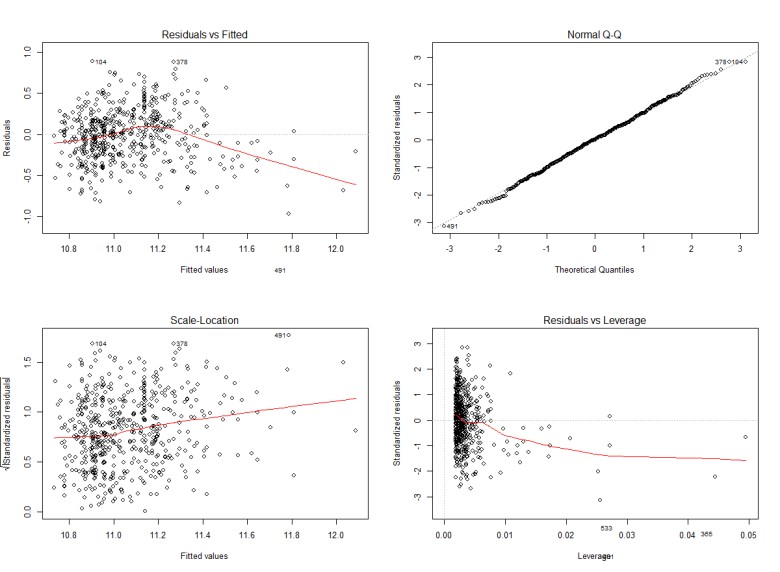 Residuals vs Fitted
Residuals
-1.0 -0.5 0.0 0.5 1.0
104
378
10.8 11.0 11.2 11.4 11.6 11.8 12.0
Fitted values
491
Normal Q-Q
Standardized residuals
-3 -2 -1 0 1 2 3
378 104
491
-3 -2 -1 0 1 2 3
Theoretical Quantiles
Scale-Location
√|Standardized residuals|
0.0 0.5 1.0 1.5
104
378
491
10.8 11.0 11.2 11.4 11.6 11.8 12.0
Fitted values
Residuals vs Leverage
Standardized residuals
-3 -2 -1 0 1 2 3
0.00 0.01 0.02 0.03 0.04 0.05
533
366
Leverage